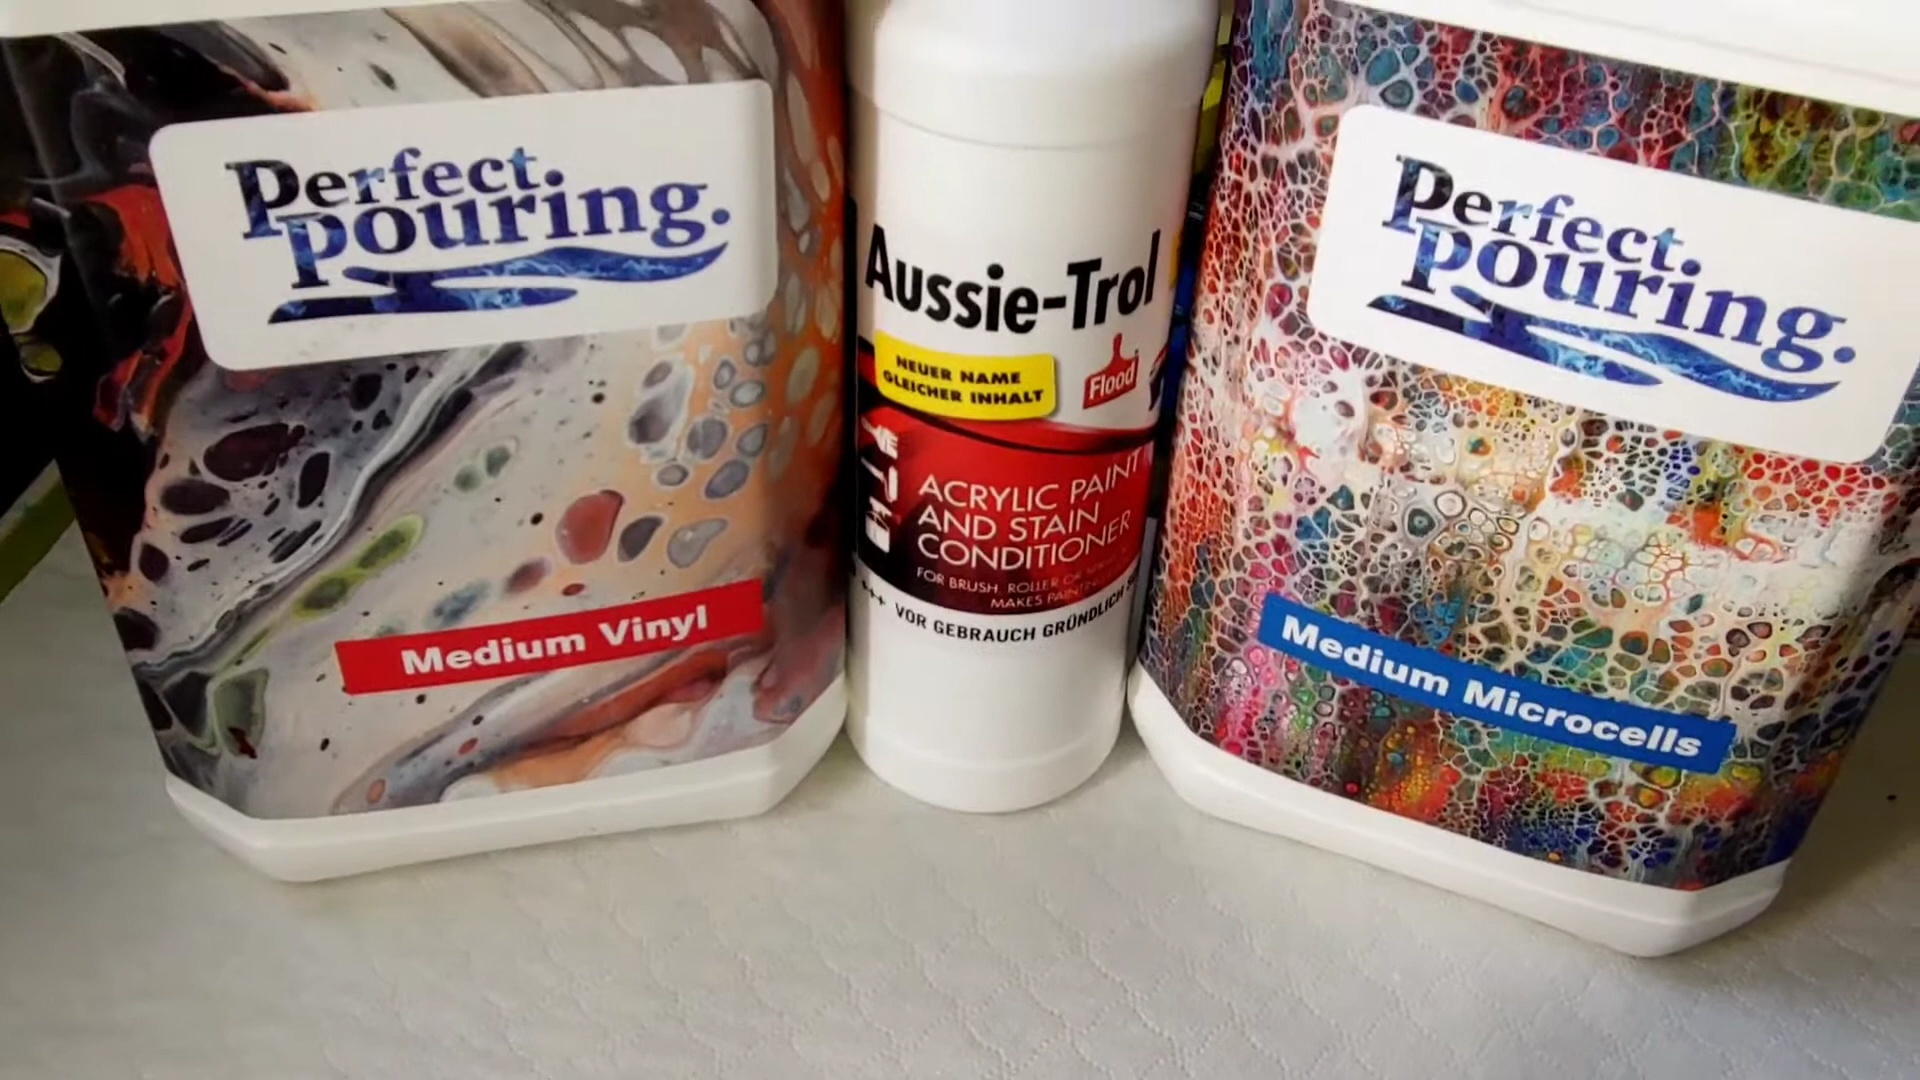 Perfect.
Pouring.
Medium Vinyl
Aussie-Trol
NEUER NAME
GLEICHER INHALT
Flood
ACRYLIC PAINT
AND STAIN
CONDITIONER
FOR BRUSH, ROLLER OR
MAKES
+++ VOR GEBRAUCH GRÜNDLICH
Perfect.
Pouring.
Medium Microcells